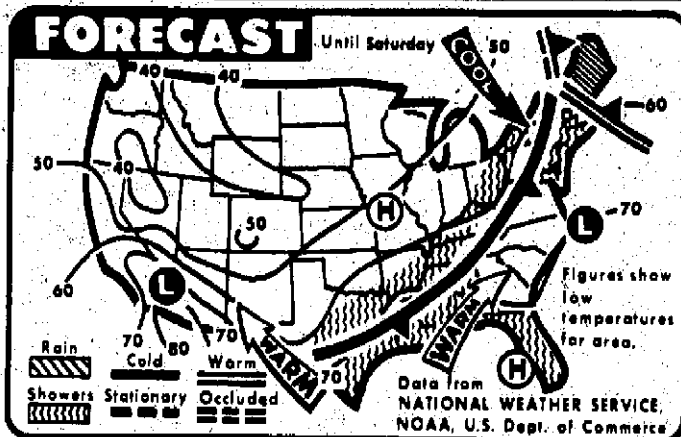 FORECAST
Until Saturday
COOL
50
40
40
60
50
40
50
H
L
70
60
L
Figures show
low
temperatures
for area.
70
80
70
WARM
70
WARM
H
Rain
Cold
Warm
Showers
Stationary
Occluded
Data from
NATIONAL WEATHER SERVICE,
NOAA, U.S. Dept. of Commerce